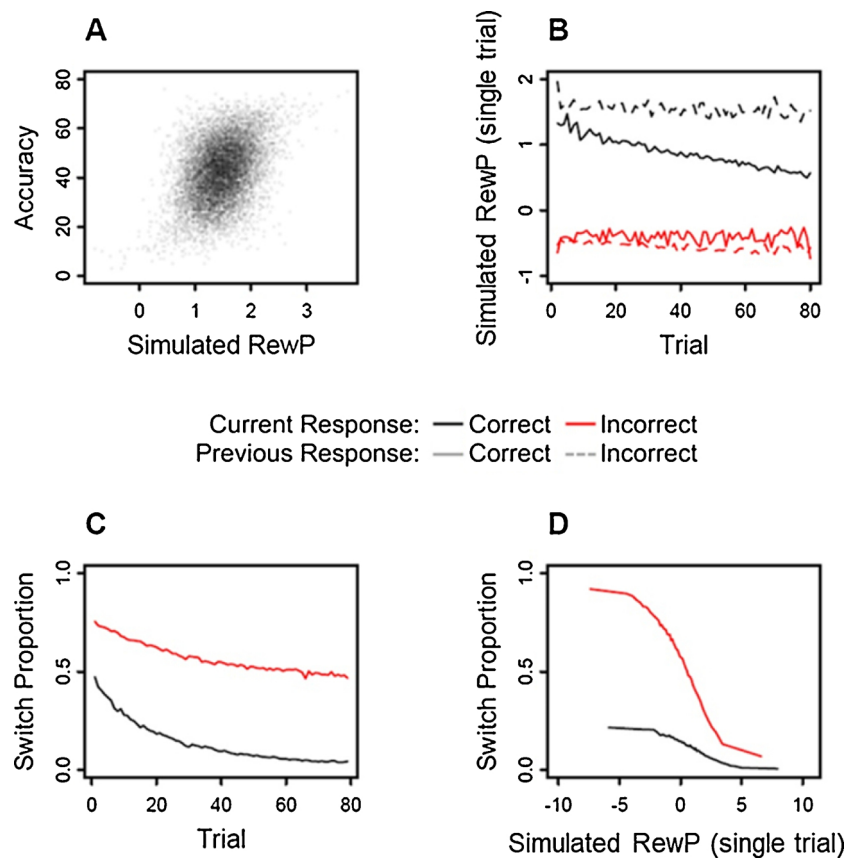 A
Accuracy
80
60
40
20
0
0 1 2 3
Simulated RewP
B
Simulated RewP (single trial)
2
1
0
-1
0 20 40 60 80
Trial
Current Response: Correct Incorrect
Previous Response: Correct Incorrect
C
Switch Proportion
1.0
0.5
0.0
0 20 40 60 80
Trial
D
Switch Proportion
1.0
0.5
0.0
-10 -5 0 5 10
Simulated RewP (single trial)